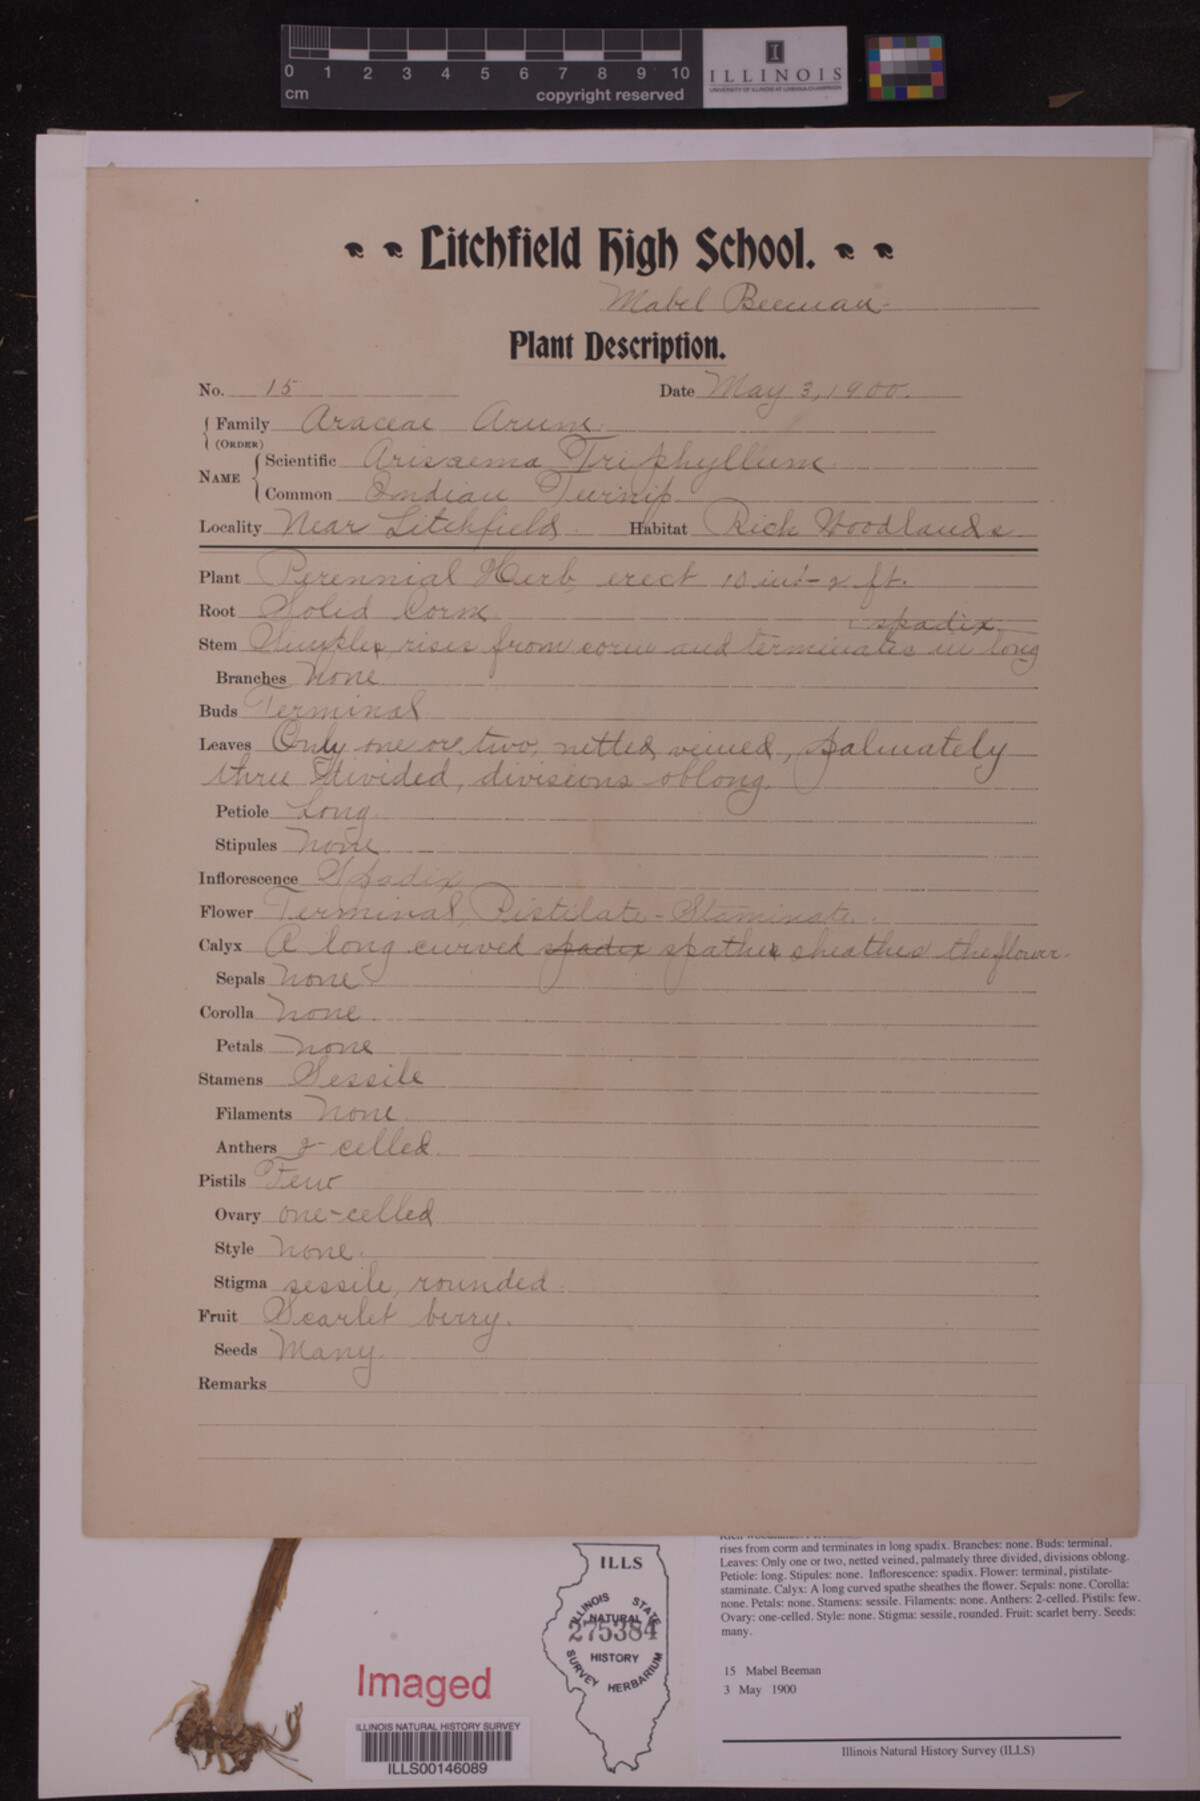 0 1 2 3 4 5 6 7 8 9 10
cm copyright reserved
I
ILLINOIS
UNIVERSITY OF ILLINOIS AT URBANA-CHAMPAIGN
Litchfield High School.
Mabel Beeman
Plant Description.
No. 15 Date May 3, 1900.
Family Araceae Arum
(ORDER)
NAME Scientific Arisaema Triphyllum
Common Indian Turnip
Locality Near Litchfield Habitat Rich Woodlands
Plant Perennial Herb, erect 10 in. - 2 ft.
Root Solid Corm
spadix.
Stem Simple, rises from corm and terminates in long
Branches None
Buds Terminal
Leaves Only one or two, netted veined, palmately
three divided, divisions oblong.
Petiole Long.
Stipules None
Inflorescence Spadix
Flower Terminal, Pistilate - Staminate.
Calyx A long curved spadix spathe sheathes the flower.
Sepals None
Corolla None
Petals None
Stamens Sessile
Filaments None
Anthers 2-celled.
Pistils Few
Ovary one-celled
Style None.
Stigma sessile, rounded
Fruit Scarlet berry.
Seeds Many.
Remarks
rises from corm and terminates in long spadix. Branches: none. Buds: terminal.
Leaves: Only one or two, netted veined, palmately three divided, divisions oblong.
Petiole: long. Stipules: none. Inflorescence: spadix. Flower: terminal, pistilate-
staminate. Calyx: A long curved spathe sheathes the flower. Sepals: none. Corolla:
none. Petals: none. Stamens: sessile. Filaments: none. Anthers: 2-celled. Pistils: few.
Ovary: one-celled. Style: none. Stigma: sessile, rounded. Fruit: scarlet berry. Seeds:
many.
15 Mabel Beeman
3 May 1900
Illinois Natural History Survey (ILLS)
ILLS
ILLINOIS STATE
NATURAL
275384
HISTORY
SURVEY HERBARIUM
Imaged
ILLINOIS NATURAL HISTORY SURVEY
ILLS00146089